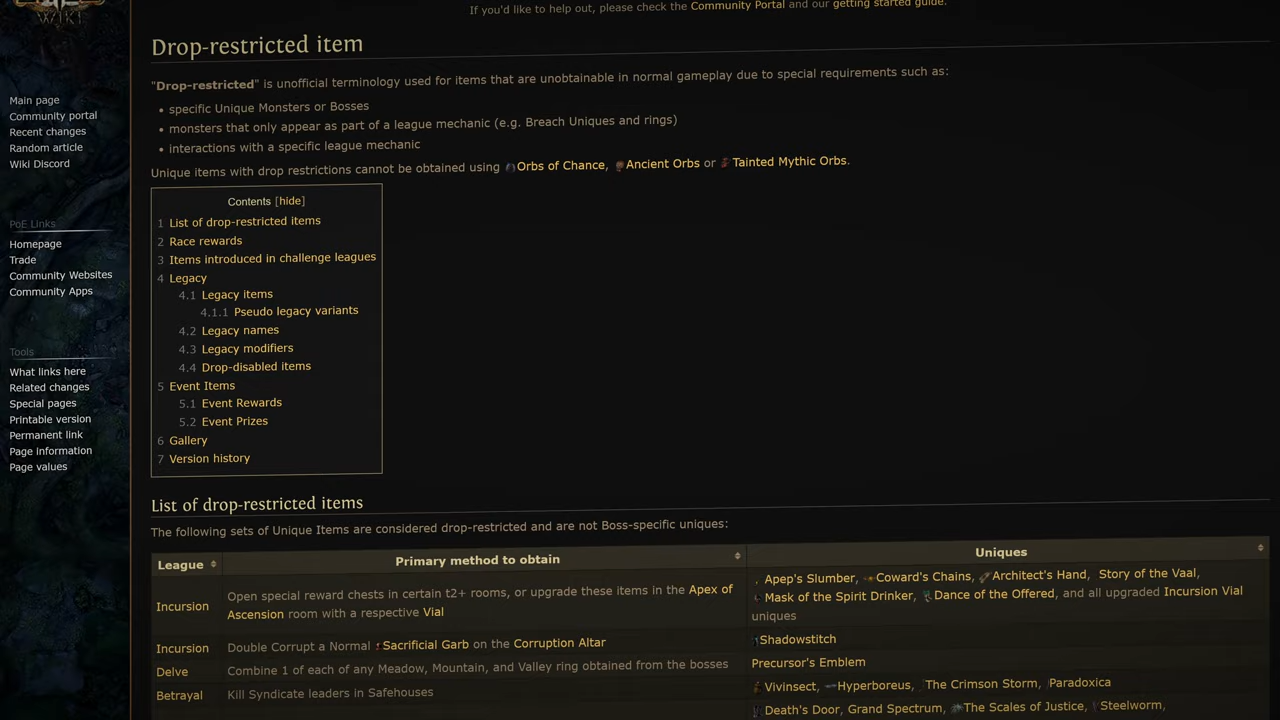 WIKI
If you'd like to help out, please check the Community Portal and our getting started guide.
Drop-restricted item
"Drop-restricted" is unofficial terminology used for items that are unobtainable in normal gameplay due to special requirements such as:
• specific Unique Monsters or Bosses
• monsters that only appear as part of a league mechanic (e.g. Breach Uniques and rings)
• interactions with a specific league mechanic
Unique items with drop restrictions cannot be obtained using Orbs of Chance, Ancient Orbs or Tainted Mythic Orbs.
Main page
Community portal
Recent changes
Random article
Wiki Discord
PoE Links
Homepage
Trade
Community Websites
Community Apps
Tools
What links here
Related changes
Special pages
Printable version
Permanent link
Page information
Page values
Contents [hide]
1 List of drop-restricted items
2 Race rewards
3 Items introduced in challenge leagues
4 Legacy
4.1 Legacy items
4.1.1 Pseudo legacy variants
4.2 Legacy names
4.3 Legacy modifiers
4.4 Drop-disabled items
5 Event Items
5.1 Event Rewards
5.2 Event Prizes
6 Gallery
7 Version history
List of drop-restricted items
The following sets of Unique Items are considered drop-restricted and are not Boss-specific uniques:
League Primary method to obtain Uniques
Incursion
Open special reward chests in certain t2+ rooms, or upgrade these items in the Apex of
Ascension room with a respective Vial
Apep's Slumber, Coward's Chains, Architect's Hand, Story of the Vaal,
Mask of the Spirit Drinker, Dance of the Offered, and all upgraded Incursion Vial
uniques
Incursion Double Corrupt a Normal Sacrificial Garb on the Corruption Altar Shadowstitch
Delve Combine 1 of each of any Meadow, Mountain, and Valley ring obtained from the bosses Precursor's Emblem
Betrayal Kill Syndicate leaders in Safehouses Vivinsect, Hyperboreus, The Crimson Storm, Paradoxica
Death's Door, Grand Spectrum, The Scales of Justice, Steelworm,